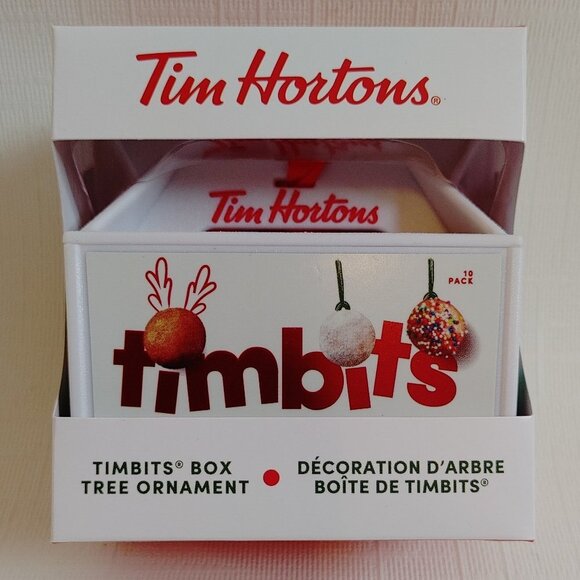 Tim Hortons®
Tim Hortons
10
PACK
timbits
TIMBITS® BOX
TREE ORNAMENT
DÉCORATION D'ARBRE
BOÎTE DE TIMBITS®